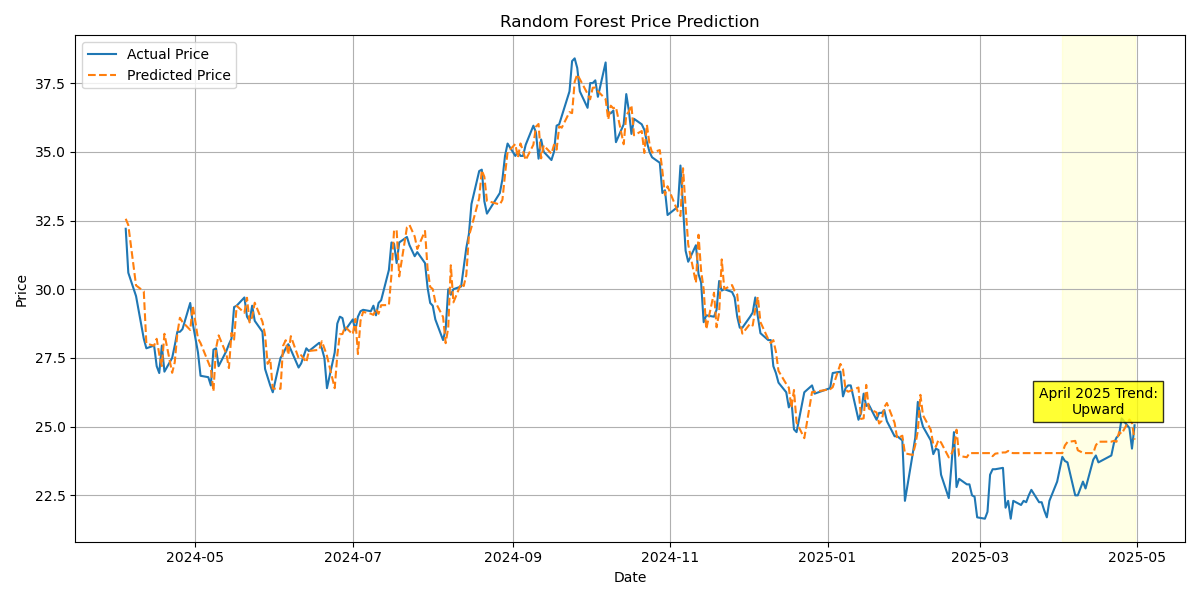 Random Forest Price Prediction
Actual Price
Predicted Price
April 2025 Trend:
Upward
Price
37.5
35.0
32.5
30.0
27.5
25.0
22.5
2024-05
2024-07
2024-09
2024-11
2025-01
2025-03
2025-05
Date